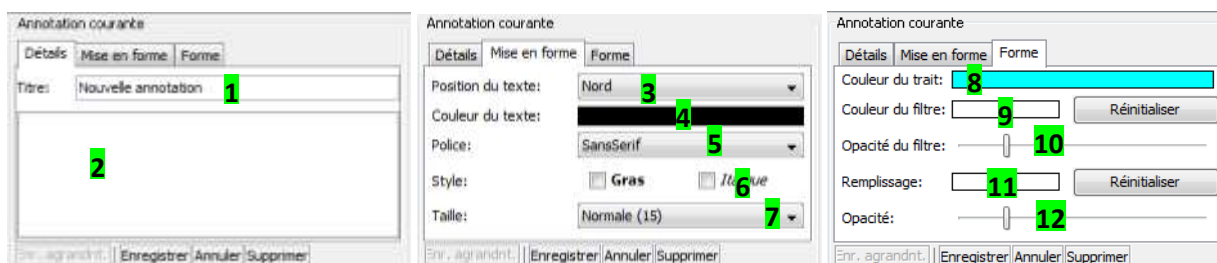 Annotation courante
Détails Mise en forme Forme
Titre: Nouvelle annotation 1
2
Enr. agrandnt. Enregistrer Annuler Supprimer
Annotation courante
Détails Mise en forme Forme
Position du texte: Nord 3
Couleur du texte: 4
Police: SansSerif 5
Style: Gras 6
Taille: Normale (15) 7
Enr. agrandnt. Enregistrer Annuler Supprimer
Annotation courante
Détails Mise en forme Forme
Couleur du trait: 8
Couleur du filtre: 9 Réinitialiser
Opacité du filtre: 10
Remplissage: 11 Réinitialiser
Opacité: 12
Enr. agrandnt. Enregistrer Annuler Supprimer